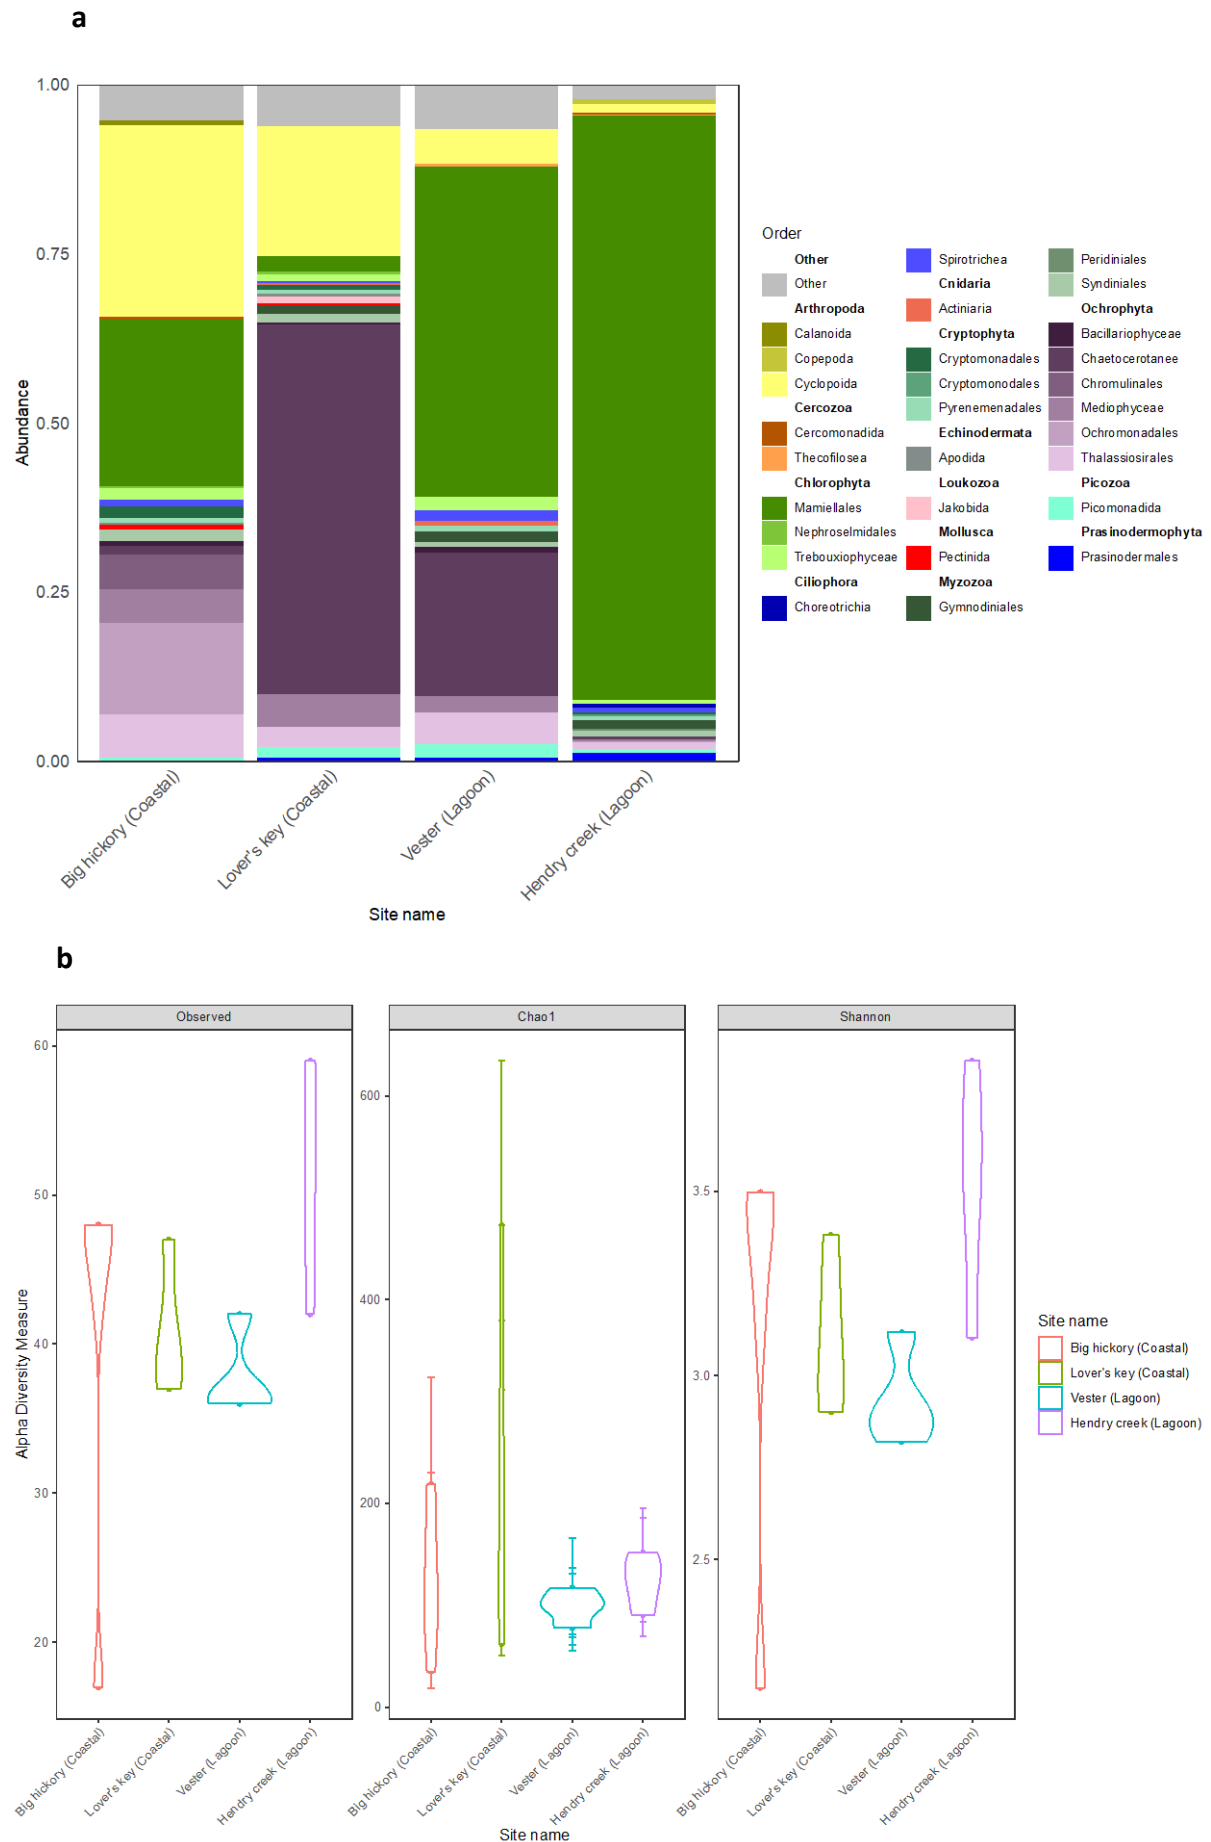 a
1.00
0.75
0.50
0.25
0.00
Abundance
Big hickory (Coastal)
Lover's key (Coastal)
Vester (Lagoon)
Hendry creek (Lagoon)
Site name
Order
Other
Other
Arthropoda
Calanoida
Copepoda
Cyclopoida
Cercozoa
Cercomonadida
Thecofilosea
Chlorophyta
Mamiellales
Nephroselmidales
Trebouxiophyceae
Ciliophora
Choreotrichia
Spirotrichea
Cnidaria
Actiniaria
Cryptophyta
Cryptomonadales
Cryptomonodales
Pyrenemenadales
Echinodermata
Apodida
Loukozoa
Jakobida
Mollusca
Pectinida
Myzozoa
Gymnodiniales
Peridiniales
Syndiniales
Ochrophyta
Bacillariophyceae
Chaetocerotanee
Chromulinales
Mediophyceae
Ochromonadales
Thalassiosirales
Picozoa
Picomonadida
Prasinodermophyta
Prasinodermales
b
Observed
Chao1
Shannon
Alpha Diversity Measure
60
50
40
30
20
600
400
200
0
3.5
3.0
2.5
Big hickory (Coastal)
Lover's key (Coastal)
Vester (Lagoon)
Hendry creek (Lagoon)
Big hickory (Coastal)
Lover's key (Coastal)
Vester (Lagoon)
Hendry creek (Lagoon)
Big hickory (Coastal)
Lover's key (Coastal)
Vester (Lagoon)
Hendry creek (Lagoon)
Site name
Site name
Big hickory (Coastal)
Lover's key (Coastal)
Vester (Lagoon)
Hendry creek (Lagoon)